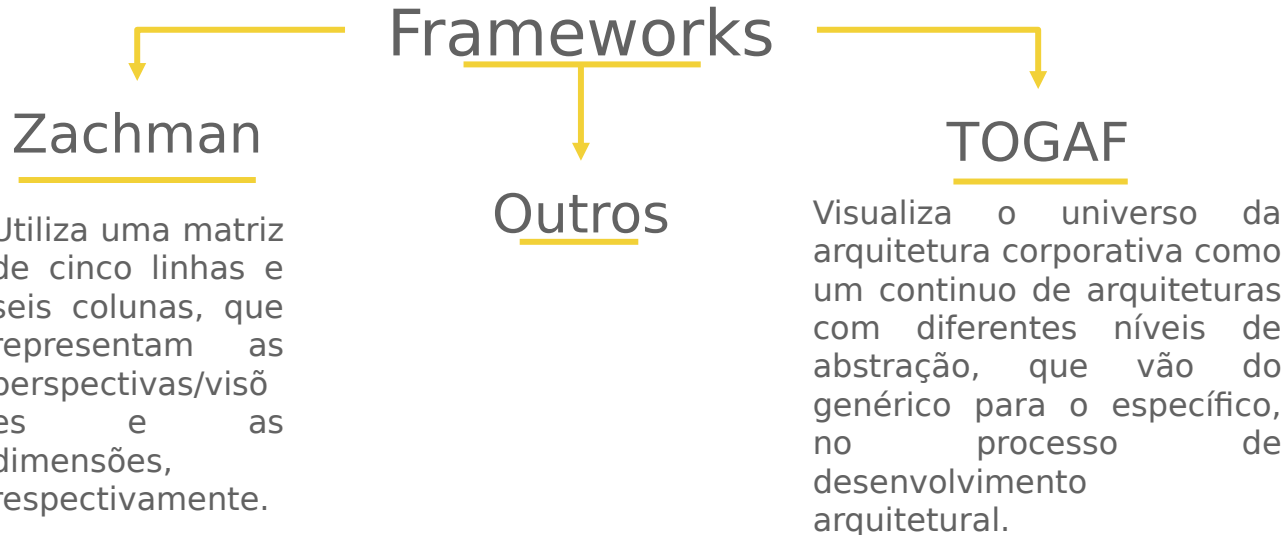 Frameworks
Zachman
Utiliza uma matriz
de cinco linhas e
seis colunas, que
representam as
perspectivas/visõ
es e as
dimensões,
respectivamente.
Outros
TOGAF
Visualiza o universo da
arquitetura corporativa como
um continuo de arquiteturas
com diferentes níveis de
abstração, que vão do
genérico para o específico,
no processo de
desenvolvimento
arquitetural.